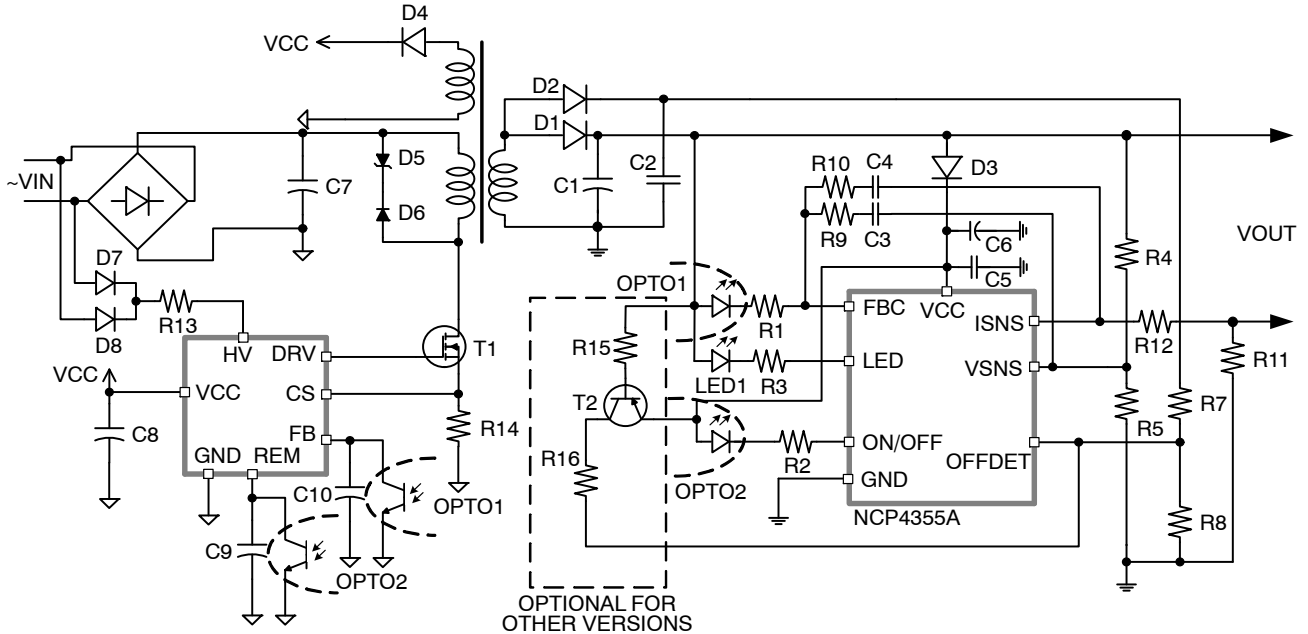 D4
VCC
D2
D1
D5
C7
C1
C2
R10
C4
D3
~VIN
D6
R9
C3
C6
VOUT
R4
D7
OPTO1
C5
R13
R1
FBC
VCC
ISNS
D8
HV
DRV
T1
R15
R12
R11
VCC
VCC
CS
LED1
R3
LED
VSNS
T2
C8
FB
R14
R5
R7
GND
REM
R16
R2
ON/OFF
OFFDET
C10
OPTO1
OPTO2
GND
NCP4355A
C9
R8
OPTO2
OPTIONAL FOR
OTHER VERSIONS